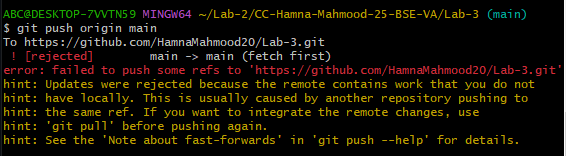 ABC@DESKTOP-7VVTN59 MINGW64 ~/Lab-2/CC-Hamna-Mahmood-25-BSE-VA/Lab-3 (main)
$ git push origin main
To https://github.com/HamnaMahmood20/Lab-3.git
 ! [rejected]        main -> main (fetch first)
error: failed to push some refs to 'https://github.com/HamnaMahmood20/Lab-3.git'
hint: Updates were rejected because the remote contains work that you do not
hint: have locally. This is usually caused by another repository pushing to
hint: the same ref. If you want to integrate the remote changes, use
hint: 'git pull' before pushing again.
hint: See the 'Note about fast-forwards' in 'git push --help' for details.